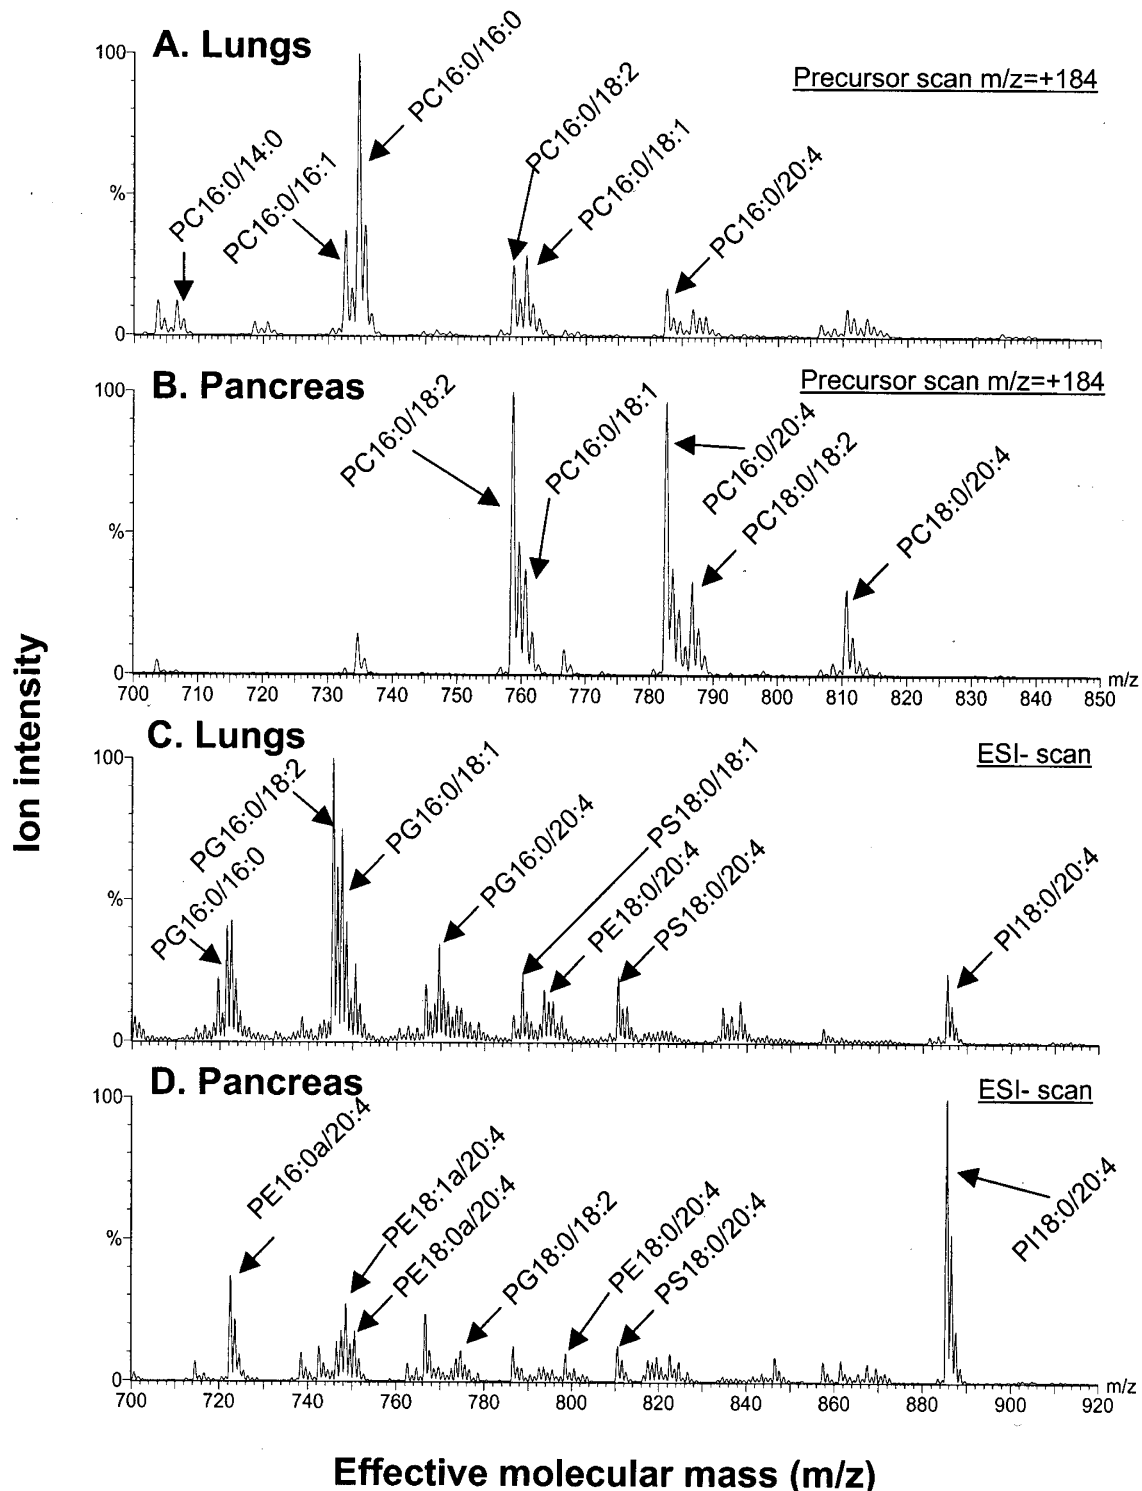 A. Lungs
Precursor scan m/z=+184
100
%
0
PC16:0/14:0
PC16:0/16:1
PC16:0/16:0
PC16:0/18:2
PC16:0/18:1
PC16:0/20:4
B. Pancreas
Precursor scan m/z=+184
100
%
0
PC16:0/18:2
PC16:0/18:1
PC16:0/20:4
PC18:0/18:2
PC18:0/20:4
700 710 720 730 740 750 760 770 780 790 800 810 820 830 840 850 m/z
Ion intensity
C. Lungs
ESI- scan
100
%
0
PG16:0/16:0
PG16:0/18:2
PG16:0/18:1
PG16:0/20:4
PS18:0/18:1
PE18:0/20:4
PS18:0/20:4
PI18:0/20:4
D. Pancreas
ESI- scan
100
%
0
PE16:0a/20:4
PE18:1a/20:4
PE18:0a/20:4
PG18:0/18:2
PE18:0/20:4
PS18:0/20:4
PI18:0/20:4
700 720 740 760 780 800 820 840 860 880 900 920 m/z
Effective molecular mass (m/z)